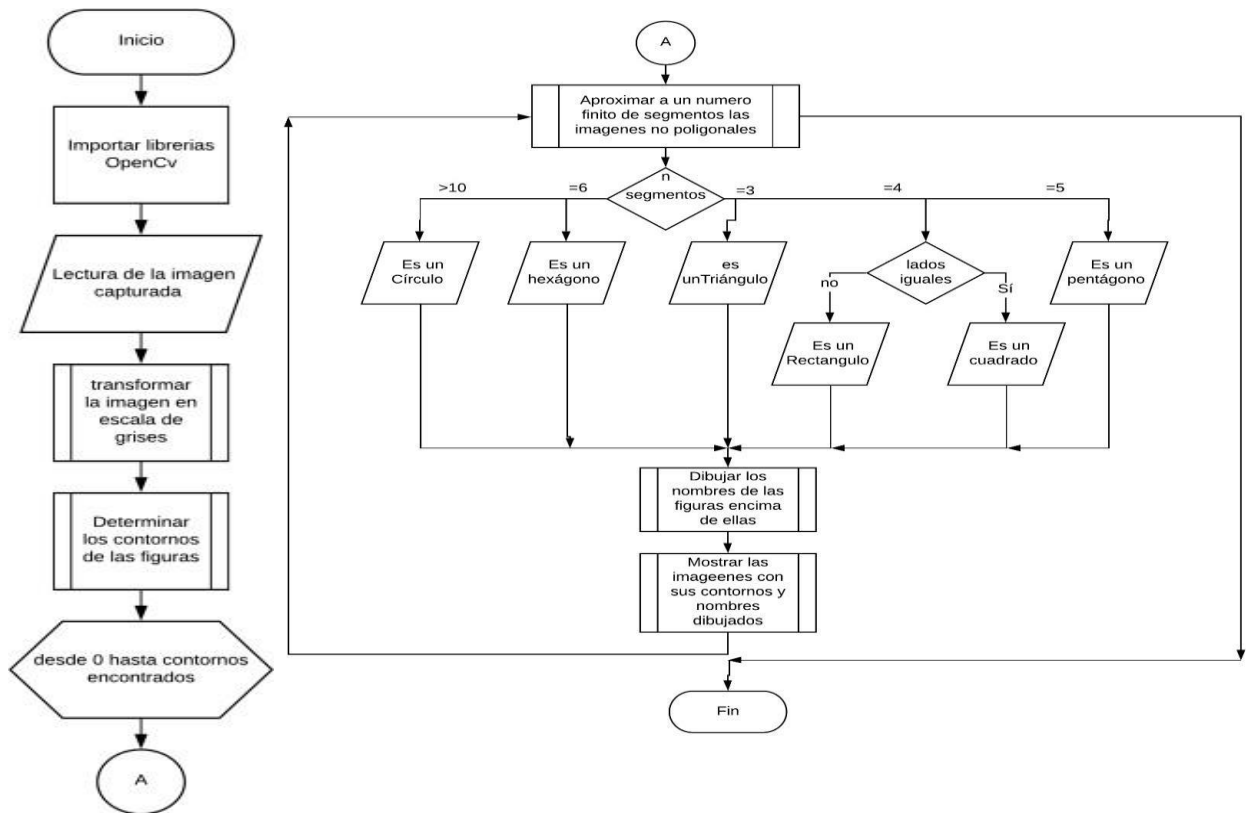 Inicio
Importar librerias
OpenCv
Lectura de la imagen
capturada
transformar
la imagen en
escala de
grises
Determinar
los contornos
de las figuras
desde 0 hasta contornos
encontrados
A
A
Aproximar a un numero
finito de segmentos las
imagenes no poligonales
n
segmentos
>10
=6
=3
=4
=5
Es un
Círculo
Es un
hexágono
es
unTriángulo
lados
iguales
no
Sí
Es un
pentágono
Es un
Rectangulo
Es un
cuadrado
Dibujar los
nombres de las
figuras encima
de ellas
Mostrar las
imageenes con
sus contornos y
nombres
dibujados
Fin